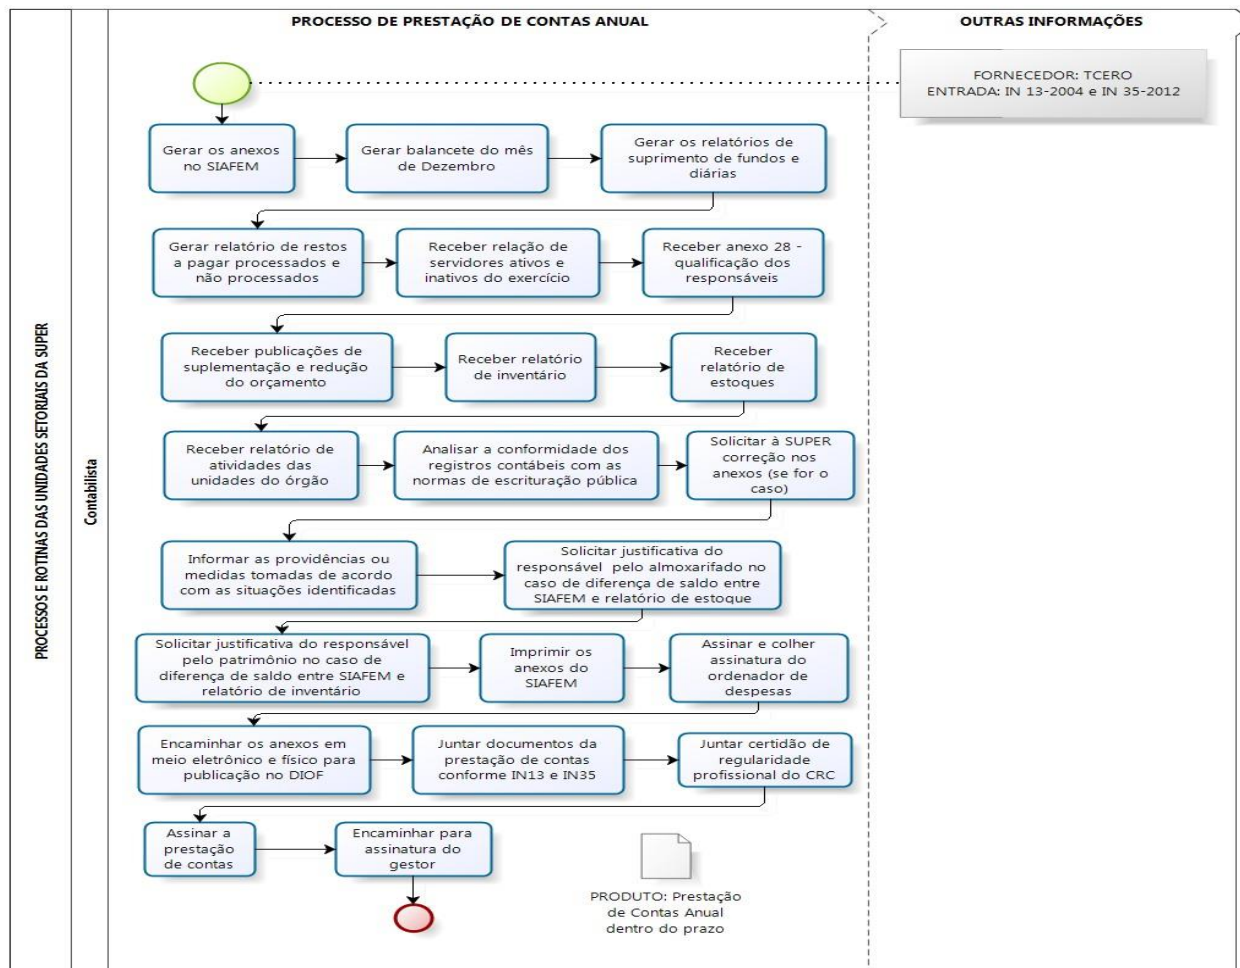 PROCESSO DE PRESTAÇÃO DE CONTAS ANUAL
OUTRAS INFORMAÇÕES
PROCESSOS E ROTINAS DAS UNIDADES SETORIAIS DA SUPER
Contabilista
FORNECEDOR: TCERO
ENTRADA: IN 13-2004 e IN 35-2012
Gerar os anexos
no SIAFEM
Gerar balancete do mês
de Dezembro
Gerar os relatórios de
suprimento de fundos e
diárias
Gerar relatório de restos
a pagar processados e
não processados
Receber relação de
servidores ativos e
inativos do exercício
Receber anexo 28 -
qualificação dos
responsáveis
Receber publicações de
suplementação e redução
do orçamento
Receber relatório
de inventário
Receber
relatório de
estoques
Receber relatório de
atividades das
unidades do órgão
Analisar a conformidade dos
registros contábeis com as
normas de escrituração pública
Solicitar à SUPER
correção nos
anexos (se for o
caso)
Informar as providências ou
medidas tomadas de acordo
com as situações identificadas
Solicitar justificativa do
responsável pelo almoxarifado no
caso de diferença de saldo entre
SIAFEM e relatório de estoque
Solicitar justificativa do responsável
pelo patrimônio no caso de
diferença de saldo entre SIAFEM e
relatório de inventário
Imprimir os
anexos do
SIAFEM
Assinar e colher
assinatura do
ordenador de
despesas
Encaminhar os anexos em
meio eletrônico e físico para
publicação no DIOF
Juntar documentos da
prestação de contas
conforme IN13 e IN35
Juntar certidão de
regularidade
profissional do CRC
Assinar a
prestação
de contas
Encaminhar para
assinatura do
gestor
PRODUTO: Prestação
de Contas Anual
dentro do prazo